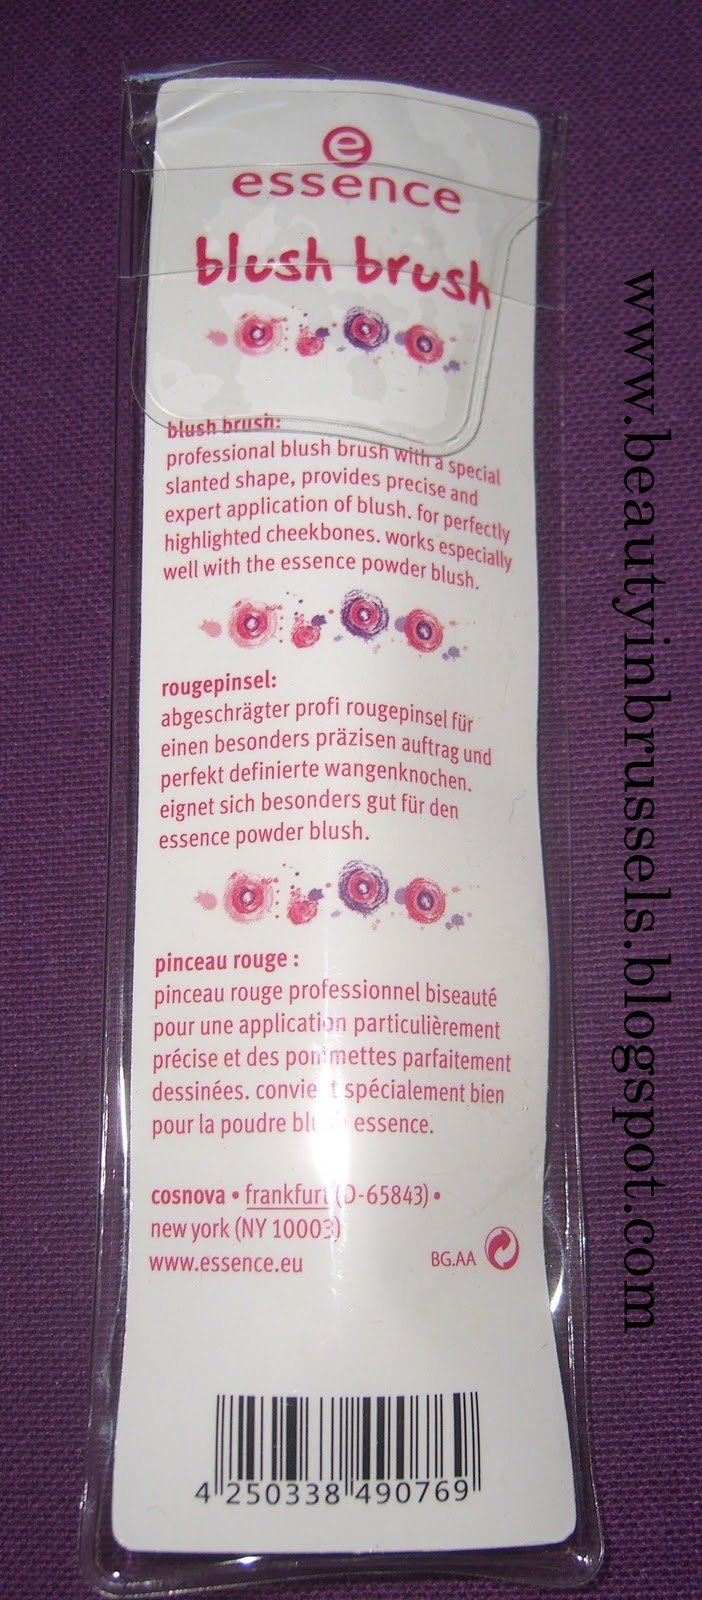 e
essence
blush brush
blush brush:
professional blush brush with a special
slanted shape, provides precise and
expert application of blush. for perfectly
highlighted cheekbones. works especially
well with the essence powder blush.
rougepinsel:
abgeschrägter profi rougepinsel für
einen besonders präzisen auftrag und
perfekt definierte wangenknochen.
eignet sich besonders gut für den
essence powder blush.
pinceau rouge :
pinceau rouge professionnel biseauté
pour une application particulièrement
précise et des pommettes parfaitement
dessinées. convient spécialement bien
pour la poudre blush essence.
cosnova • frankfurt (D-65843) •
new york (NY 10003)
www.essence.eu
BG.AA
4 250338 490769
www.beautyinbrussels.blogspot.com